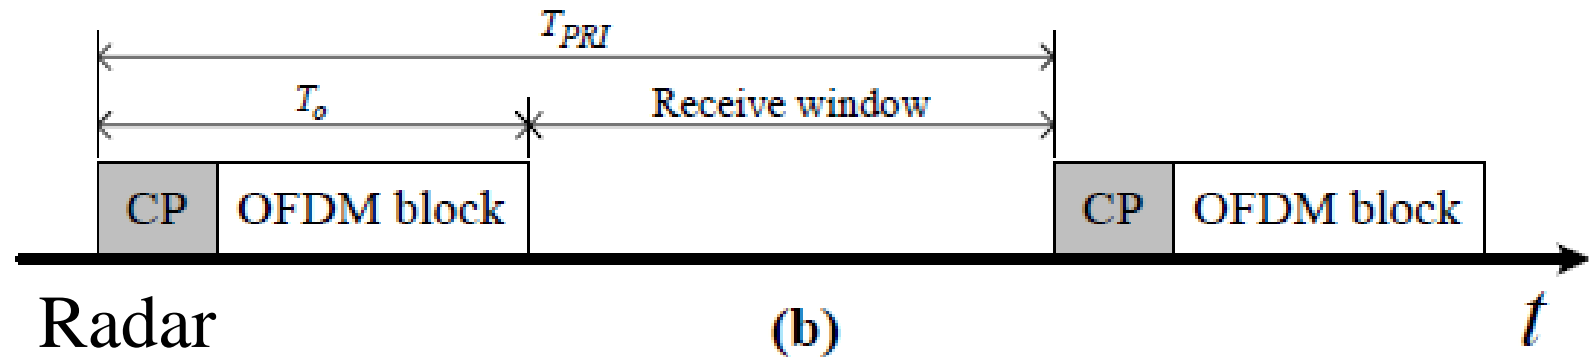 T_PRI
T_o Receive window
CP OFDM block CP OFDM block
Radar (b) t